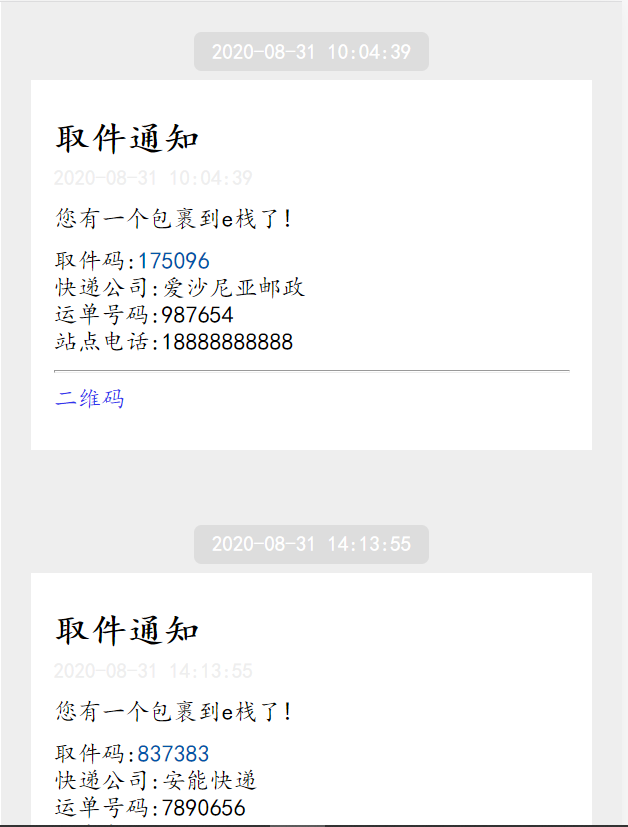 2020-08-31 10:04:39
取件通知
2020-08-31 10:04:39
您有一个包裹到e栈了!
取件码:175096
快递公司:爱沙尼亚邮政
运单号码:987654
站点电话:18888888888
二维码
2020-08-31 14:13:55
取件通知
2020-08-31 14:13:55
您有一个包裹到e栈了!
取件码:837383
快递公司:安能快递
运单号码:7890656